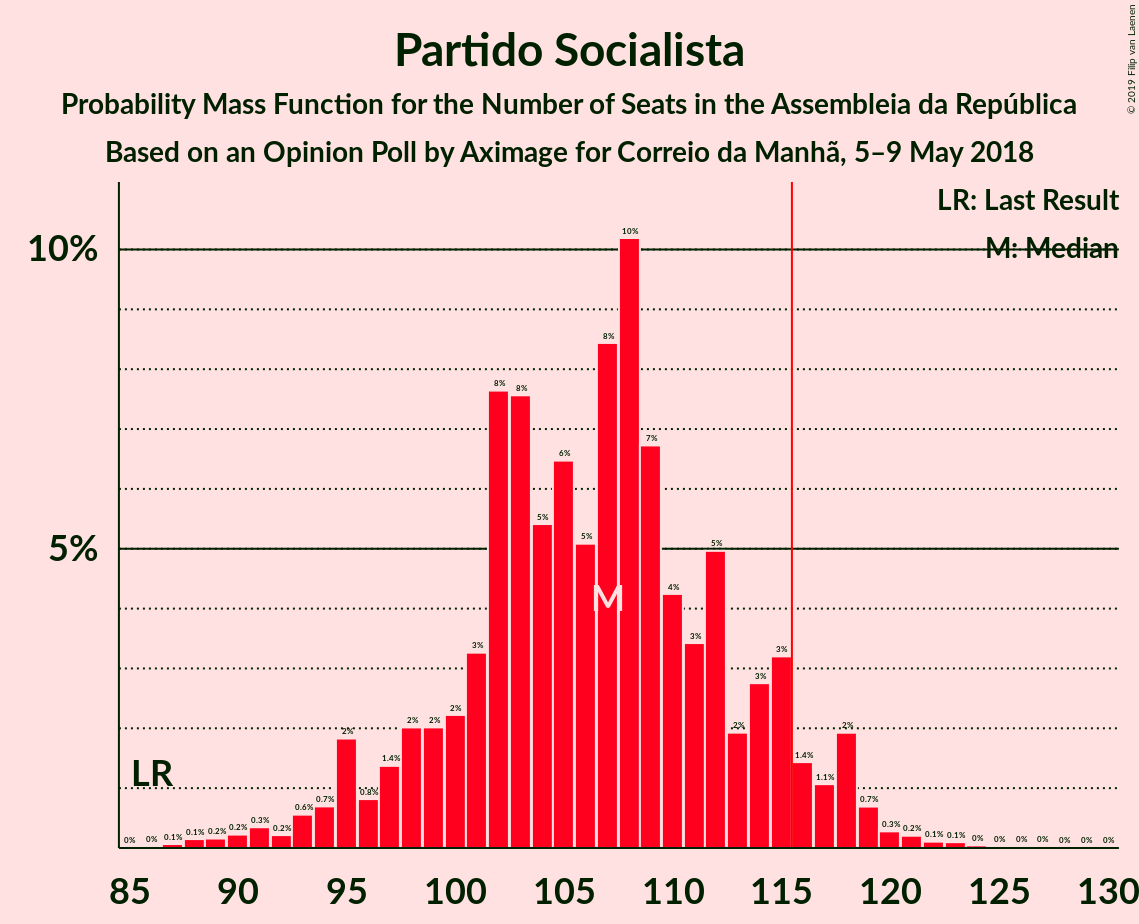 Partido Socialista
Probability Mass Function for the Number of Seats in the Assembleia da República
Based on an Opinion Poll by Aximage for Correio da Manhã, 5–9 May 2018
© 2019 Filip van Laenen
LR: Last Result
M: Median
10%
5%
LR
M
0% 0% 0.1% 0.1% 0.2% 0.2% 0.3% 0.2% 0.6% 0.7% 2% 0.8% 1.4% 2% 2% 2% 3% 8% 8% 5% 6% 5% 8% 10% 7% 4% 3% 5% 2% 3% 3% 1.4% 1.1% 2% 0.7% 0.3% 0.2% 0.1% 0.1% 0% 0% 0% 0% 0% 0% 0%
85 90 95 100 105 110 115 120 125 130